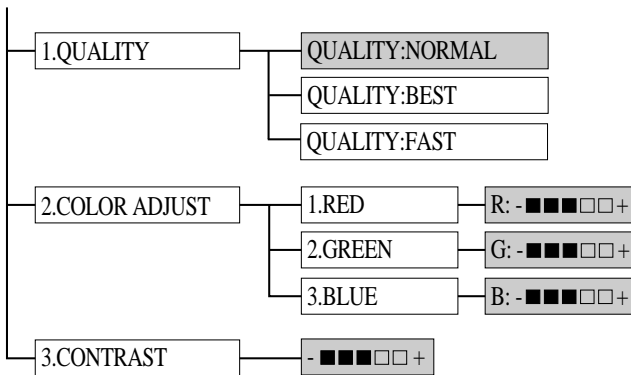 1.QUALITY
QUALITY:NORMAL
QUALITY:BEST
QUALITY:FAST
2.COLOR ADJUST
1.RED
R: -■■■□□+
2.GREEN
G: -■■■□□+
3.BLUE
B: -■■■□□+
3.CONTRAST
- ■■■□□ +